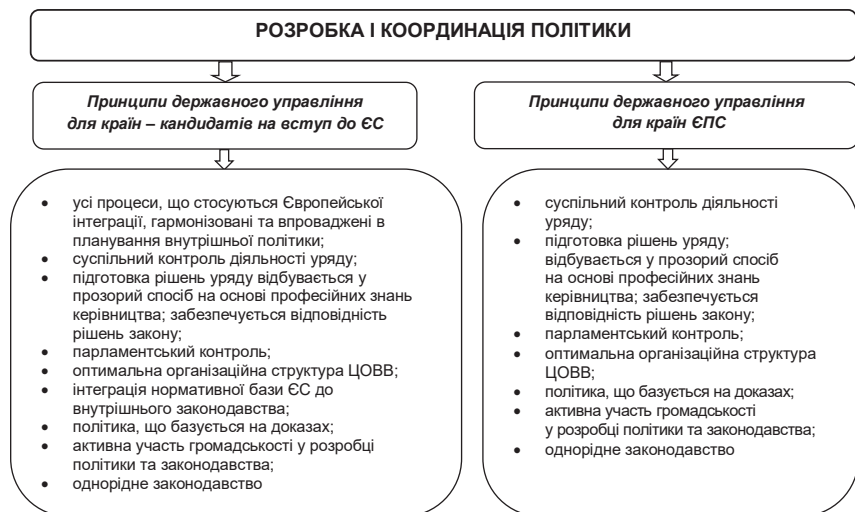 РОЗРОБКА І КООРДИНАЦІЯ ПОЛІТИКИ
Принципи державного управління
для країн – кандидатів на вступ до ЄС
• усі процеси, що стосуються Європейської
інтеграції, гармонізовані та впроваджені в
планування внутрішньої політики;
• суспільний контроль діяльності уряду;
• підготовка рішень уряду відбувається у
прозорий спосіб на основі професійних знань
керівництва; забезпечується відповідність
рішень закону;
• парламентський контроль;
• оптимальна організаційна структура ЦОВВ;
• інтеграція нормативної бази ЄС до
внутрішнього законодавства;
• політика, що базується на доказах;
• активна участь громадськості у розробці
політики та законодавства;
• однорідне законодавство
Принципи державного управління
для країн ЄПС
• суспільний контроль діяльності
уряду;
• підготовка рішень уряду;
відбувається у прозорий спосіб
на основі професійних знань
керівництва; забезпечується
відповідність рішень закону;
• парламентський контроль;
• оптимальна організаційна структура
ЦОВВ;
• політика, що базується на доказах;
• активна участь громадськості
у розробці політики та законодавства;
• однорідне законодавство